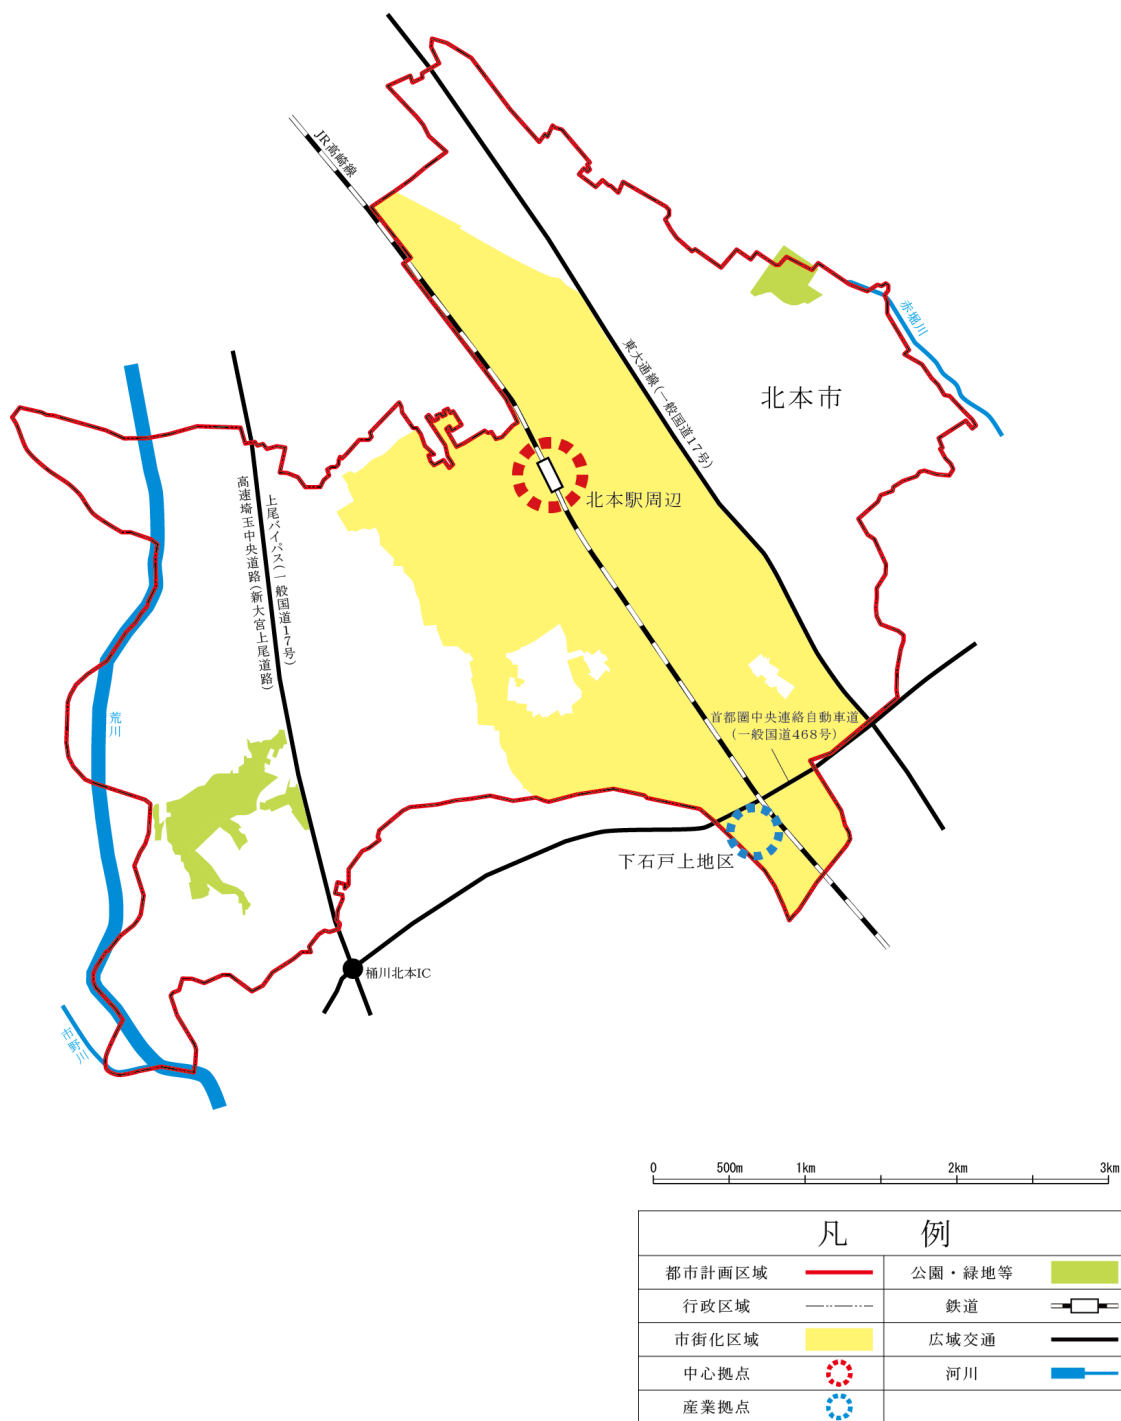 JR高崎線
赤堀川
東大通線(一般国道17号)
北本市
上尾バイパス(一般国道17号)
高速埼玉中央道路(新大宮上尾道路)
北本駅周辺
荒川
首都圏中央連絡自動車道
(一般国道468号)
下石戸上地区
桶川北本IC
市野川
0 500m 1km 2km 3km
凡 例
都市計画区域 公園・緑地等
行政区域 鉄道
市街化区域 広域交通
中心拠点 河川
産業拠点